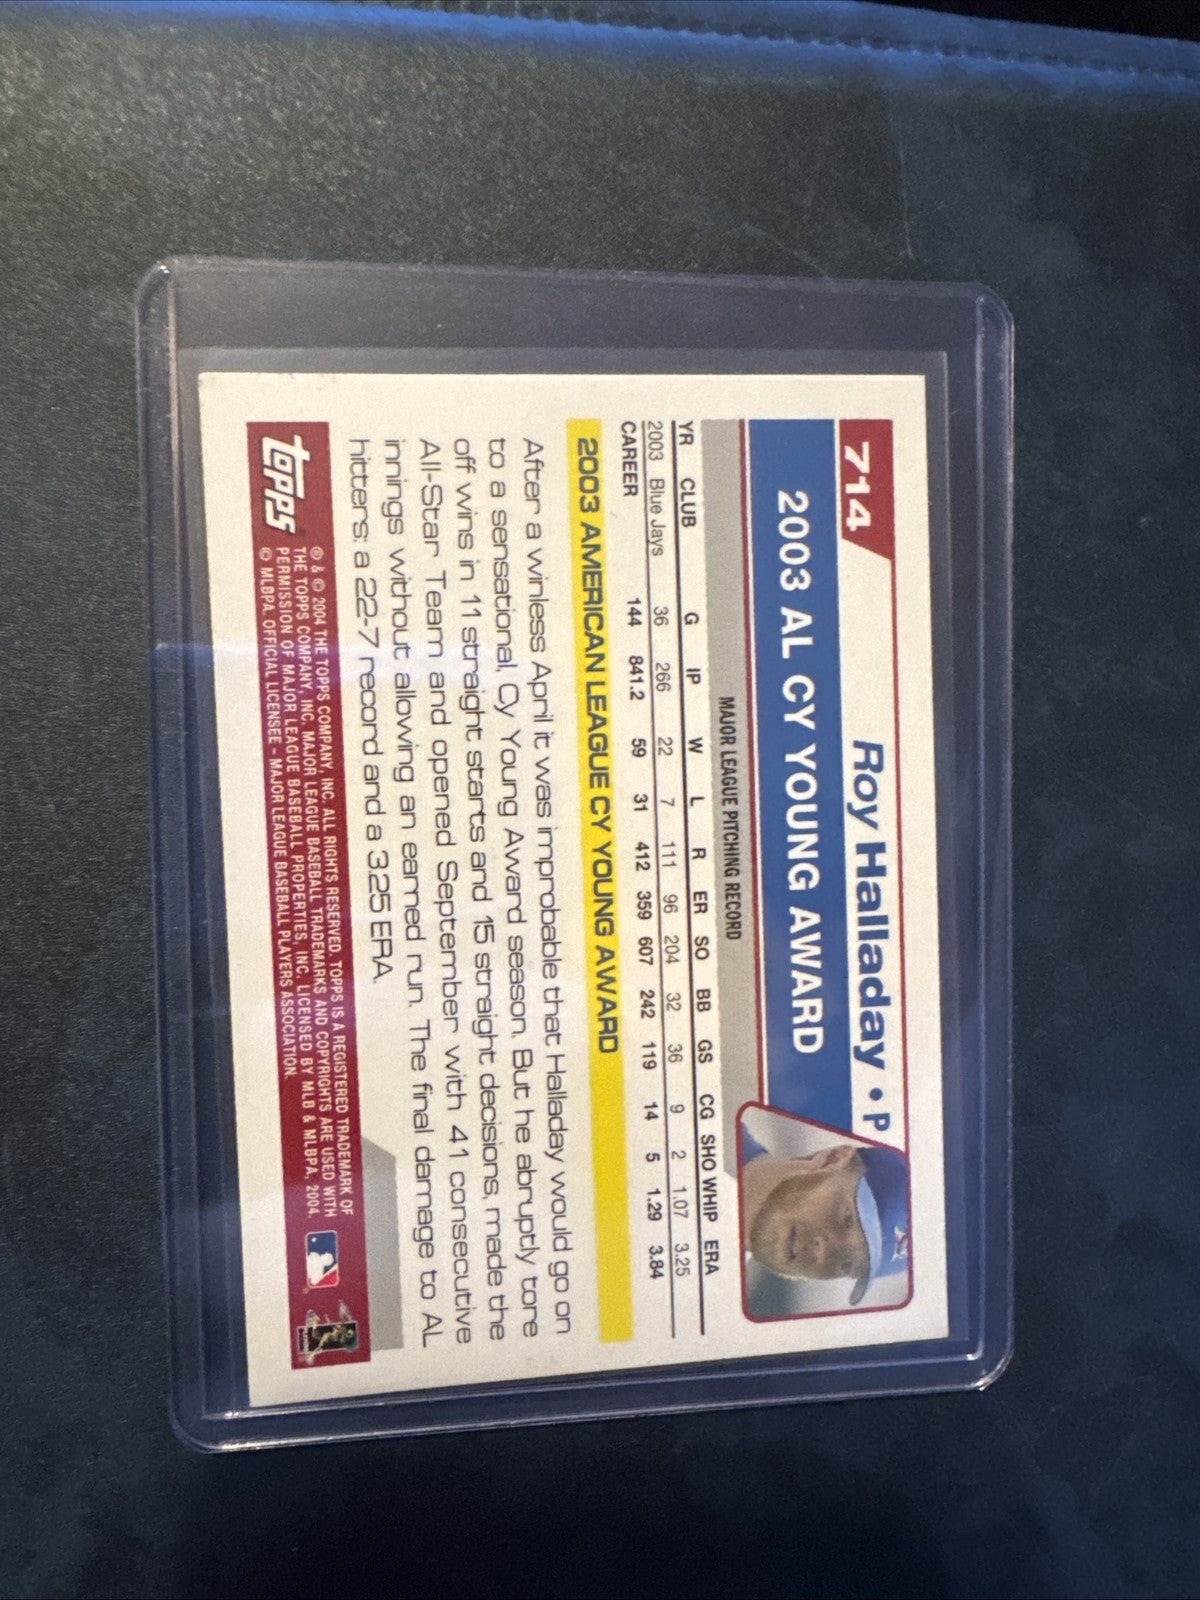 714
Roy Halladay • P
2003 AL CY YOUNG AWARD
MAJOR LEAGUE PITCHING RECORD
YR CLUB G IP W L R ER SO BB GS CG SHO WHIP ERA
2003 Blue Jays 36 266 22 7 111 96 204 32 36 9 2 1.07 3.25
CAREER 144 841.2 59 31 412 359 607 242 119 14 5 1.29 3.84
2003 AMERICAN LEAGUE CY YOUNG AWARD
After a winless April it was improbable that Halladay would go on
to a sensational, Cy Young Award season. But he abruptly tore
off wins in 11 straight starts and 15 straight decisions, made the
All-Star Team and opened September with 41 consecutive
innings without allowing an earned run. The final damage to AL
hitters: a 22-7 record and a 3.25 ERA.
topps
® & © 2004 THE TOPPS COMPANY, INC. ALL RIGHTS RESERVED. TOPPS IS A REGISTERED TRADEMARK OF
THE TOPPS COMPANY, INC. MAJOR LEAGUE BASEBALL TRADEMARKS AND COPYRIGHTS ARE USED WITH
PERMISSION OF MAJOR LEAGUE BASEBALL PROPERTIES, INC. LICENSED BY MLB & MLBPA, 2004.
© MLBPA. OFFICIAL LICENSEE - MAJOR LEAGUE BASEBALL PLAYERS ASSOCIATION.